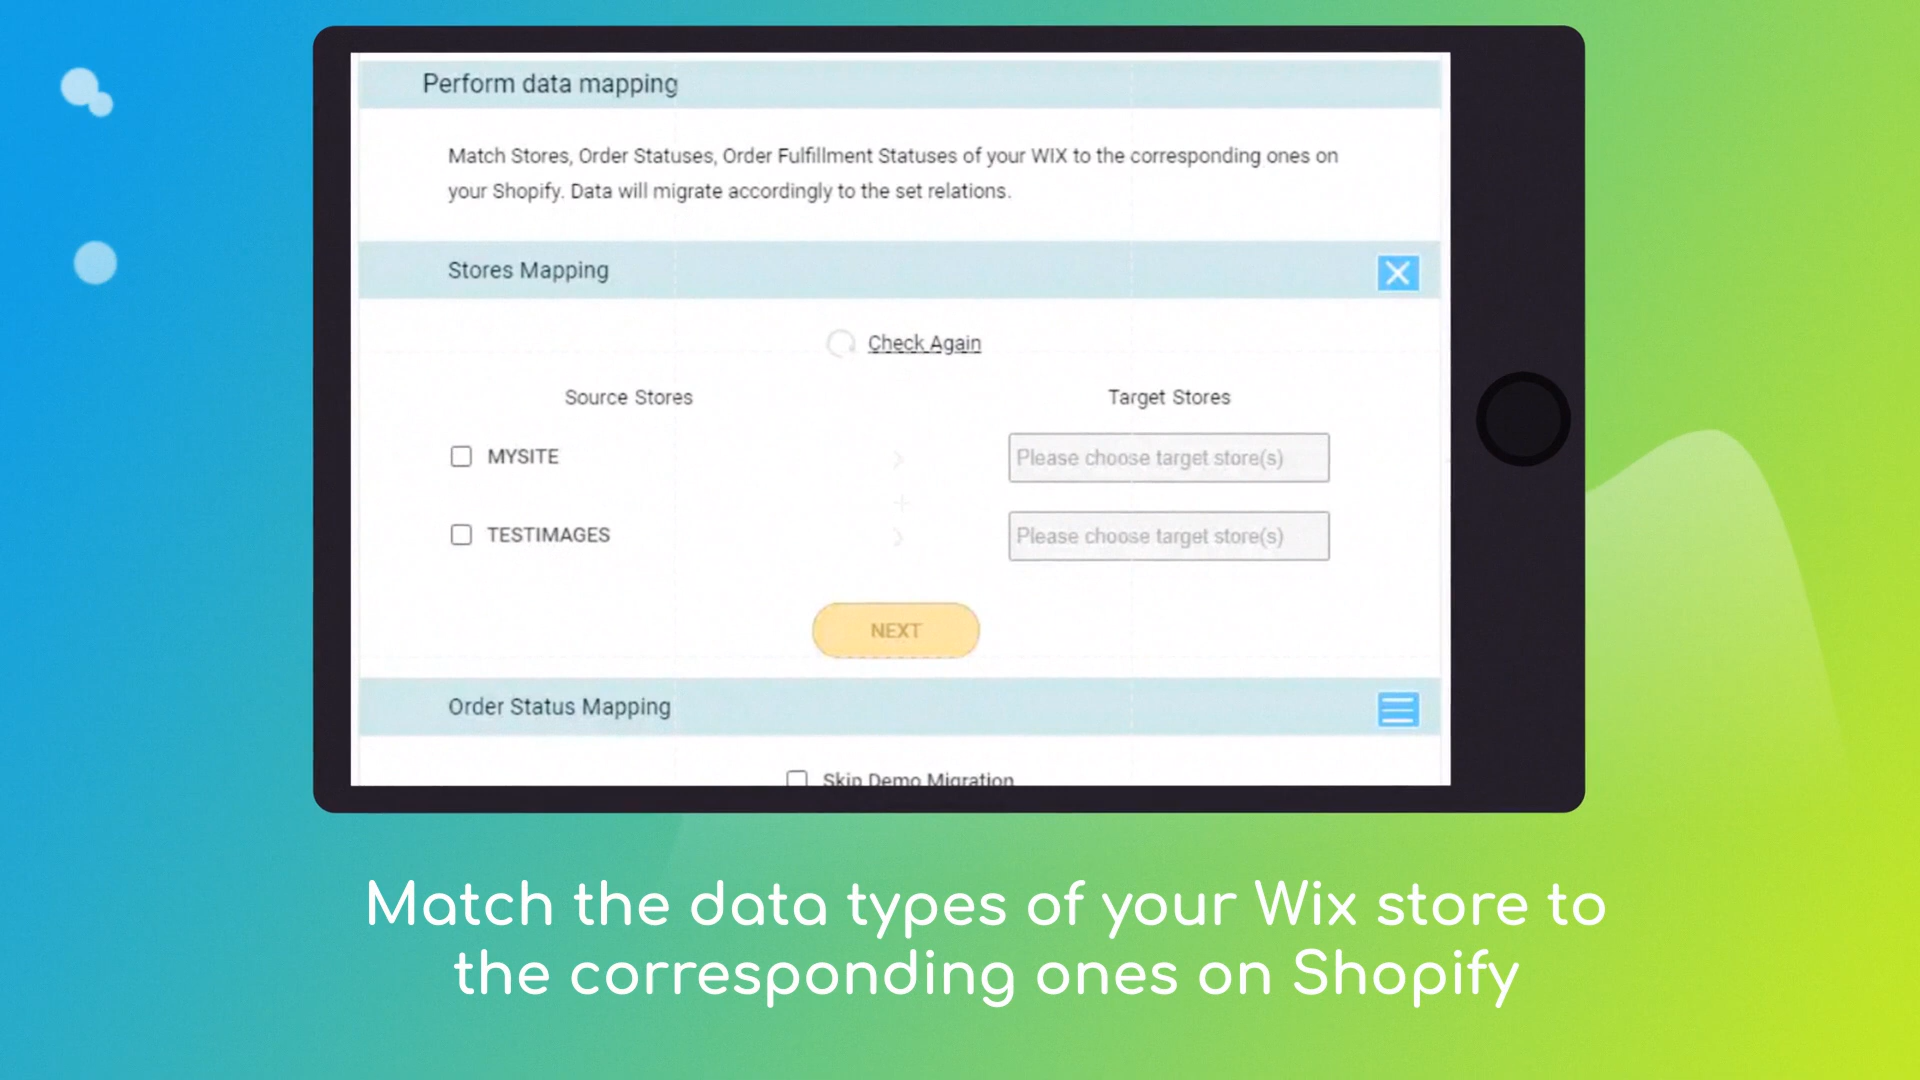 Perform data mapping
Match Stores, Order Statuses, Order Fulfillment Statuses of your WIX to the corresponding ones on
your Shopify. Data will migrate accordingly to the set relations.
Stores Mapping
Check Again
Source Stores
Target Stores
MYSITE
Please choose target store(s)
TESTIMAGES
Please choose target store(s)
NEXT
Order Status Mapping
Skip Demo Migration
Match the data types of your Wix store to
the corresponding ones on Shopify